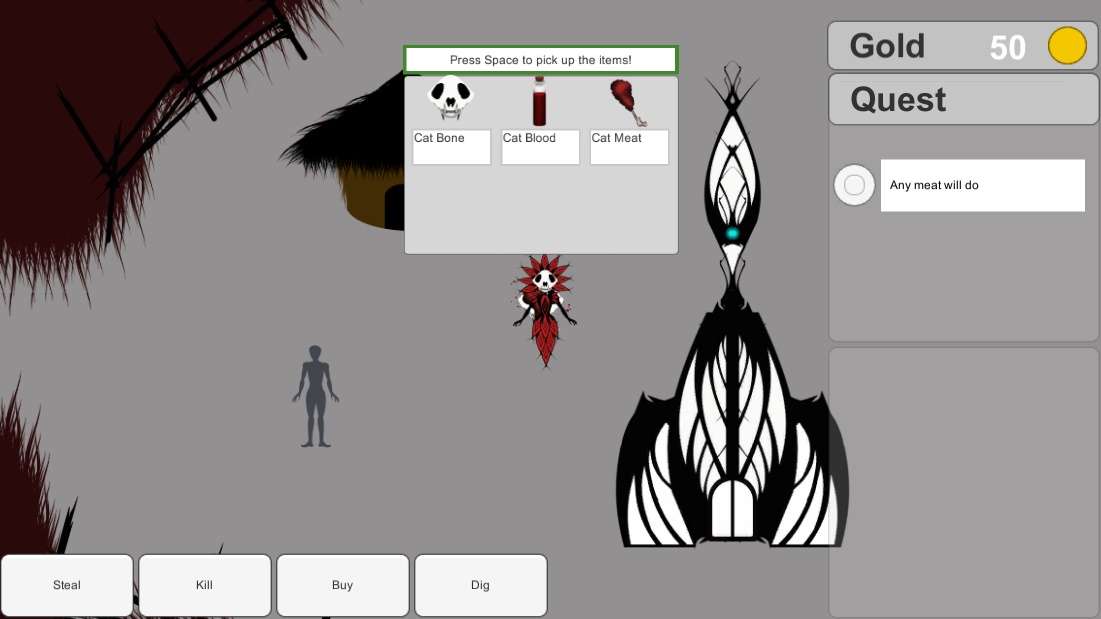 Press Space to pick up the items!
Cat Bone
Cat Blood
Cat Meat
Gold 50
Quest
Any meat will do
Steal
Kill
Buy
Dig